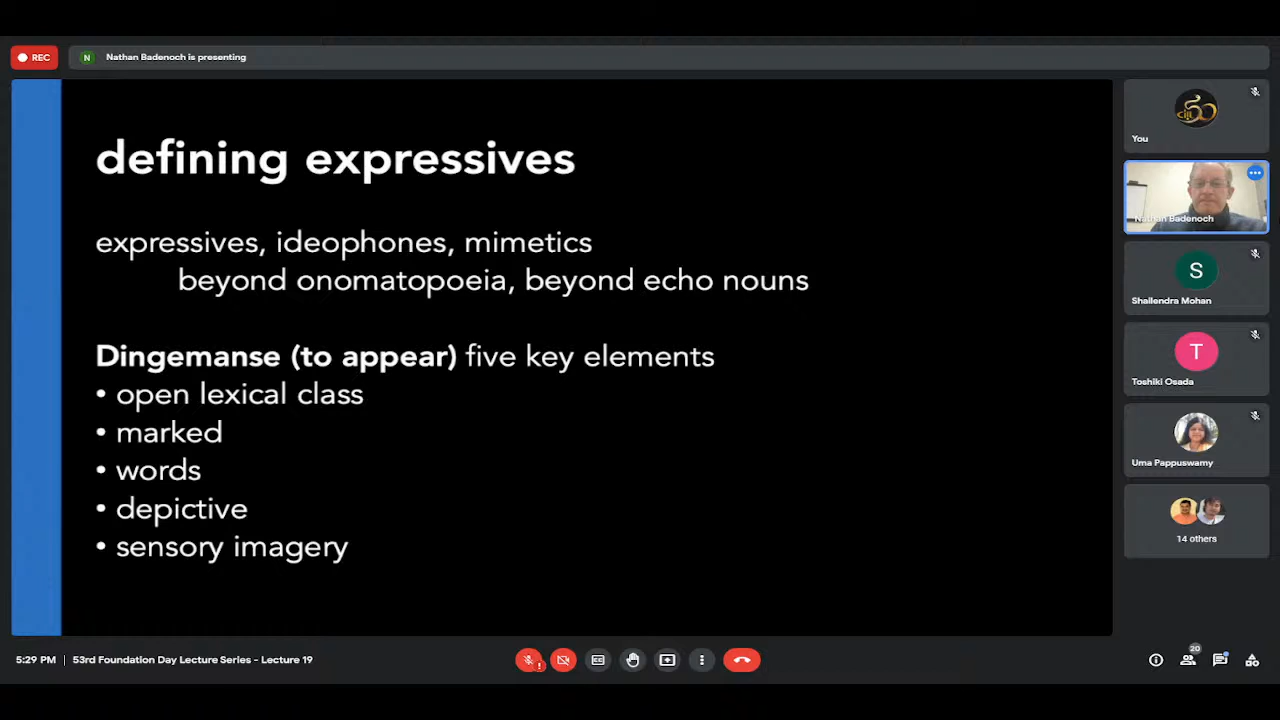 REC
N
Nathan Badenoch is presenting
defining expressives
expressives, ideophones, mimetics
beyond onomatopoeia, beyond echo nouns
Dingemanse (to appear) five key elements
• open lexical class
• marked
• words
• depictive
• sensory imagery
You
Nathan Badenoch
S
Shailendra Mohan
T
Toshiki Osada
Uma Pappuswamy
14 others
5:29 PM | 53rd Foundation Day Lecture Series - Lecture 19
20